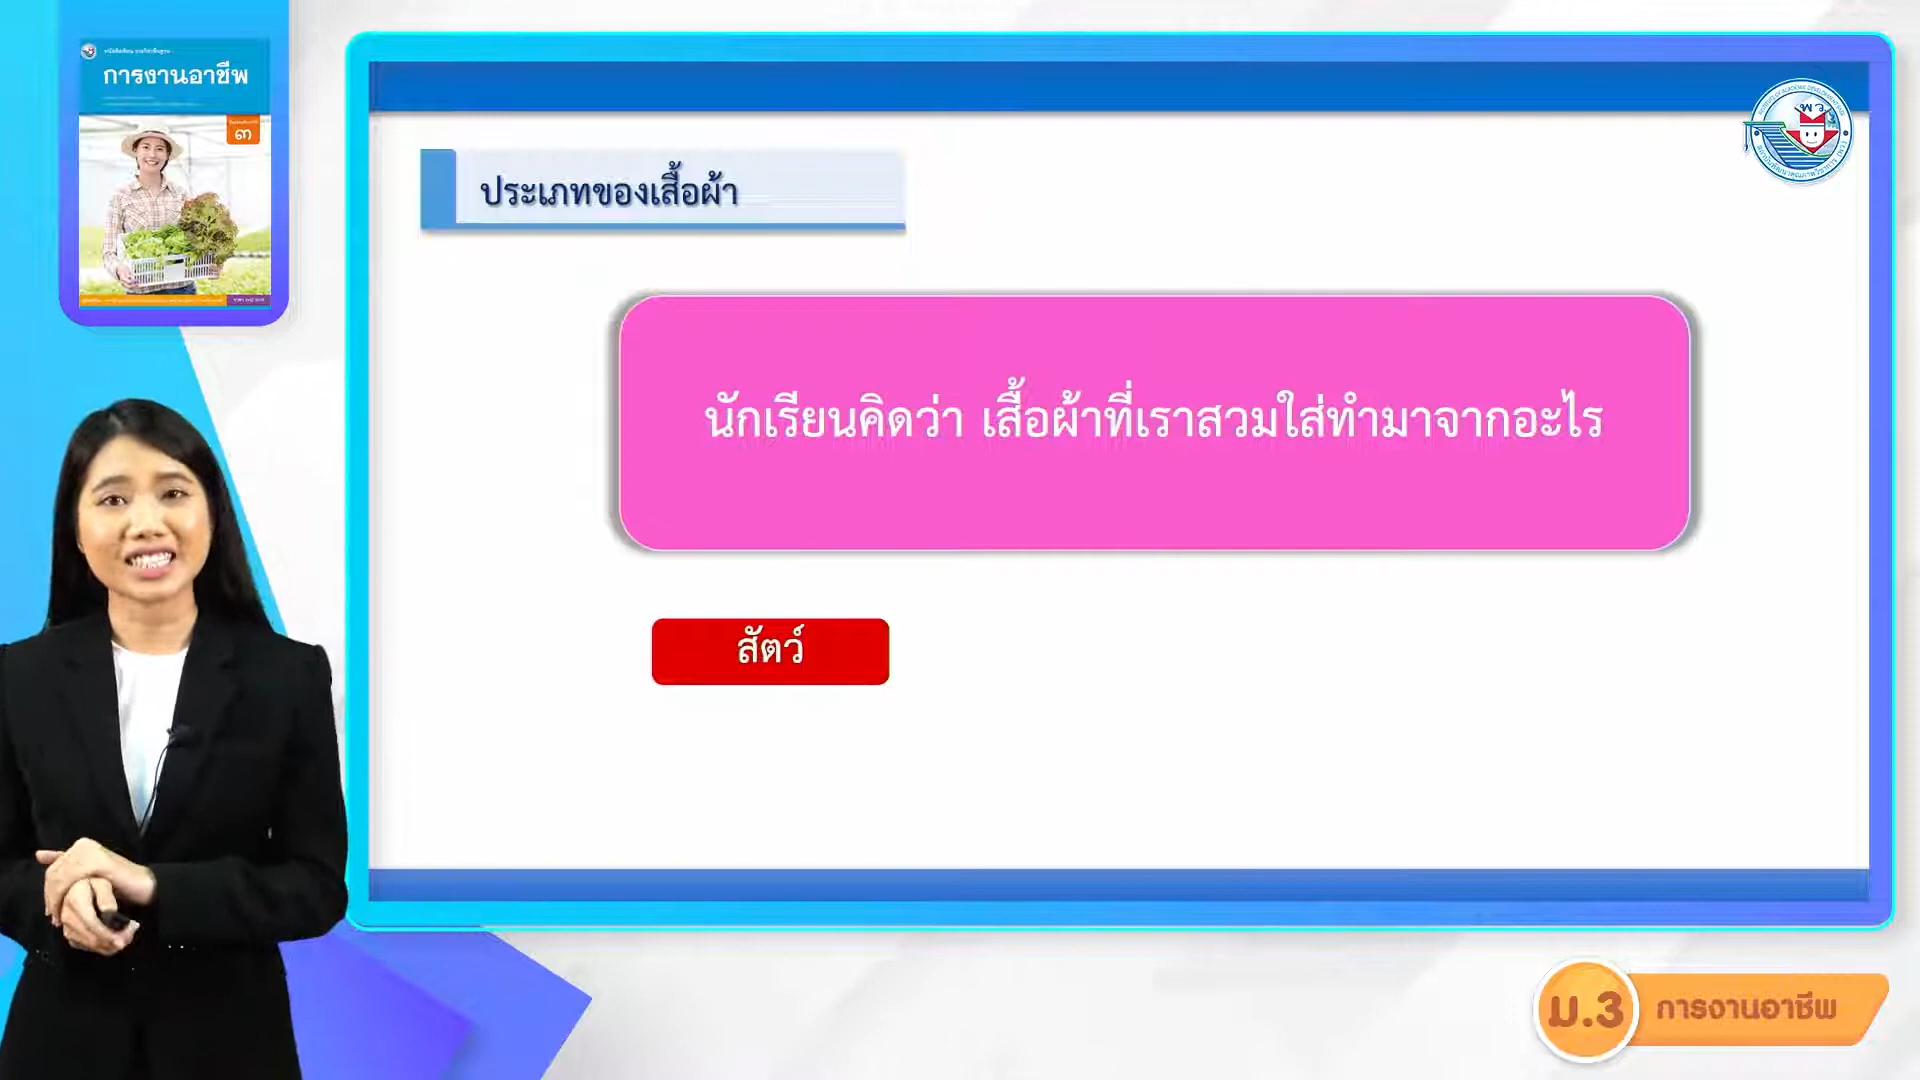 การงานอาชีพ
๓
พว
ประเภทของเสื้อผ้า
นักเรียนคิดว่า เสื้อผ้าที่เราสวมใส่ทำมาจากอะไร
สัตว์
ม.3 การงานอาชีพ